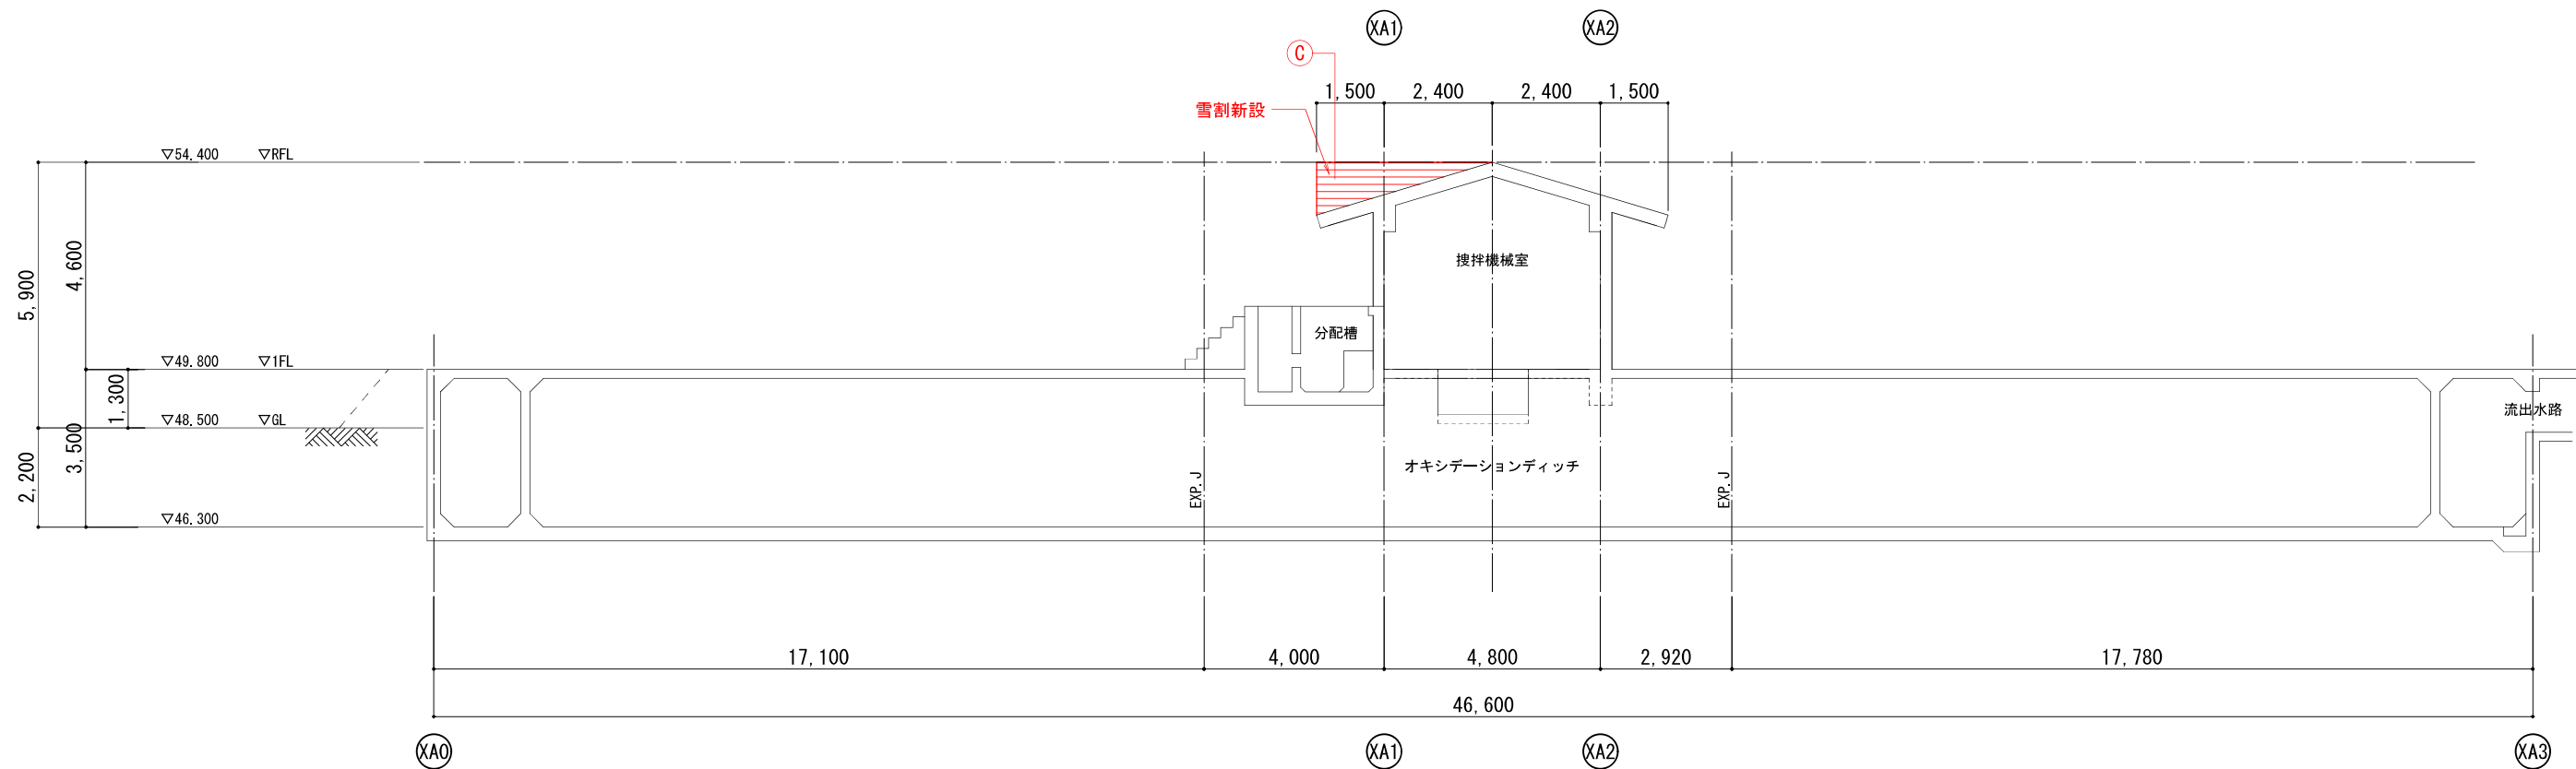 XA1
XA2
C
1,500
2,400
2,400
1,500
雪割新設
▽54.400
▽RFL
4,600
5,900
撹拌機械室
分配槽
▽49.800
▽1FL
1,300
▽48.500
▽GL
流出水路
3,500
2,200
オキシデーションディッチ
EXP.J
EXP.J
▽46.300
17,100
4,000
4,800
2,920
17,780
46,600
XA0
XA1
XA2
XA3